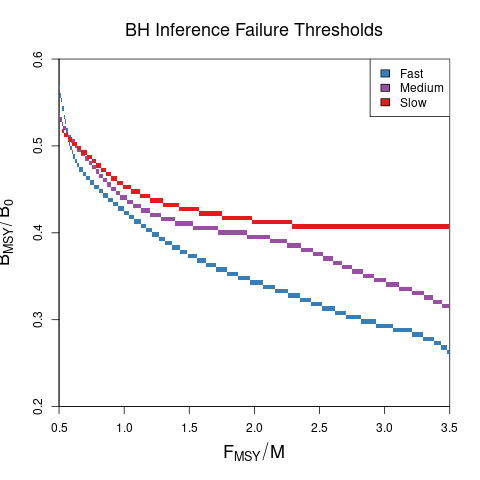 BH Inference Failure Thresholds
Fast
Medium
Slow
0.6
0.5
0.4
0.3
0.2
B_MSY/B_0
0.5 1.0 1.5 2.0 2.5 3.0 3.5
F_MSY/M